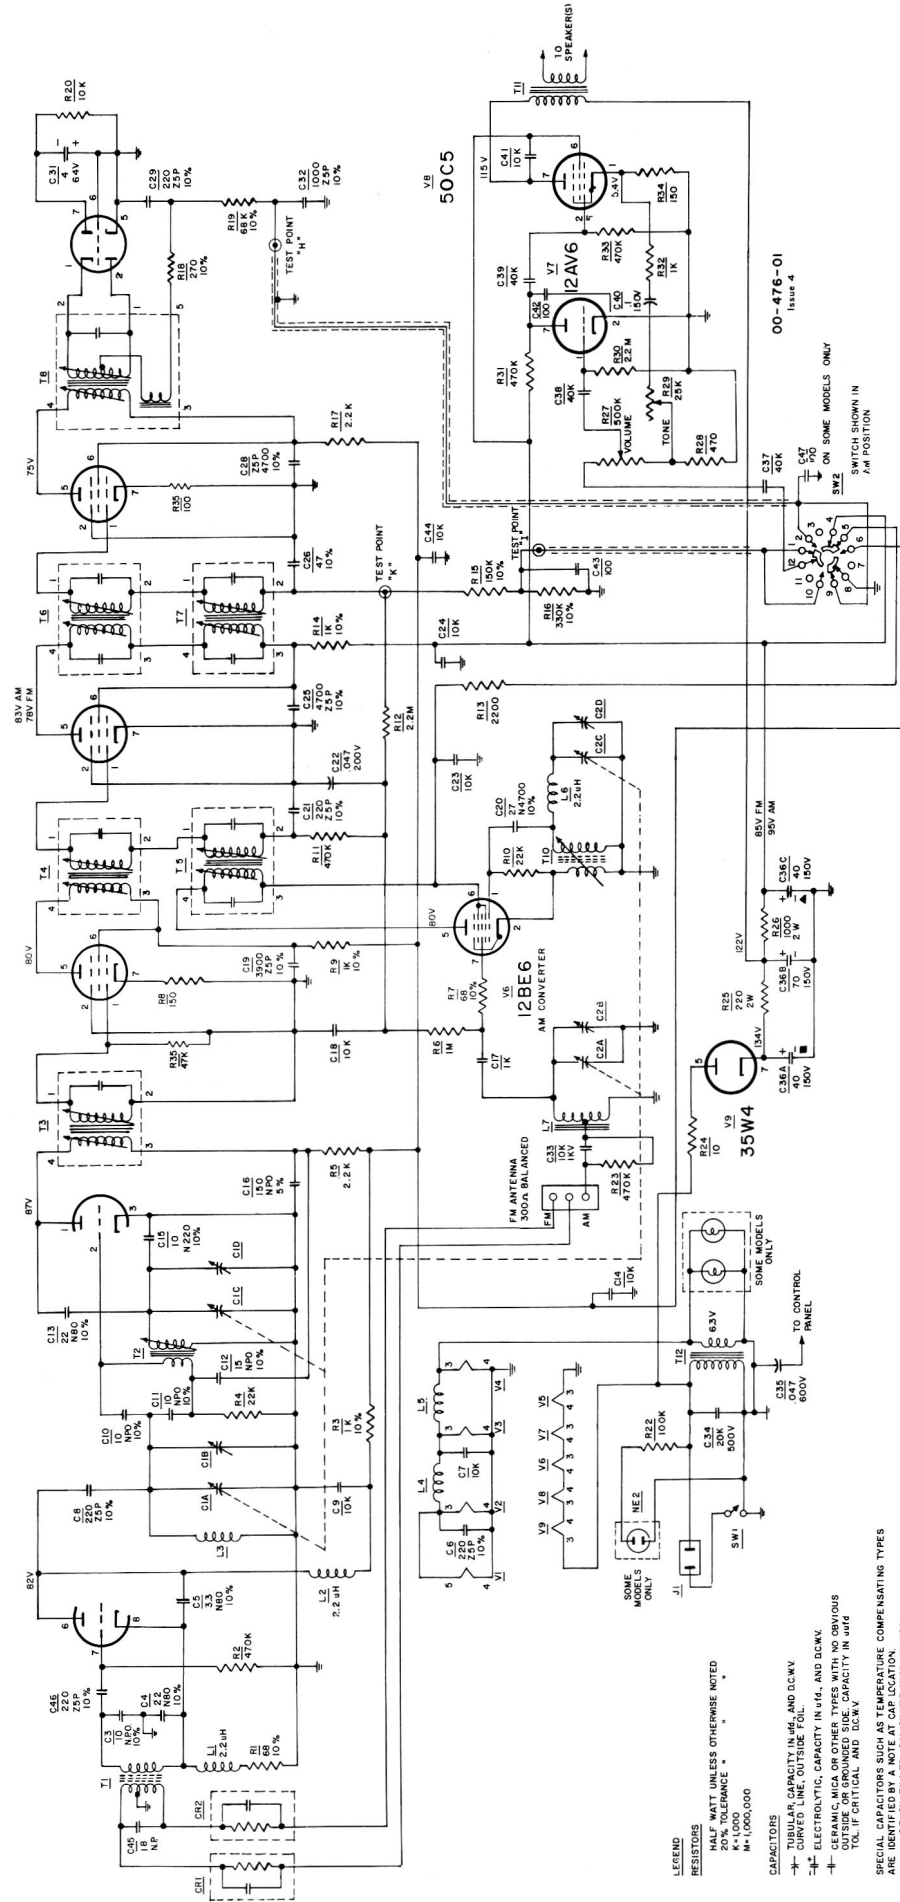 R20
10K
C31
4
64V
C29
220
Z5P
10%
R19
68K
10%
C32
1000
Z5P
10%
R18
270
10%
TEST POINT
"H"
T8
75V
R17
2.2K
C28
Z5P
4700
10%
R35
100
C26
47
10%
TEST POINT
"K"
C44
10K
T6
T7
R14
1K
10%
83V AM
78V FM
C25
4700
Z5P
10%
R12
2.2M
C24
10K
C22
.047
200V
C21
220
Z5P
10%
R11
470K
T4
T5
C23
10K
R13
2200
80V
C19
3900
Z5P
10%
R9
1K
10%
R8
150
R35
47K
C18
10K
R6
1M
T3
87V
C16
150
NPO
5%
R5
2.2K
C15
10
N220
10%
C1D
C1C
C13
22
N80
10%
T2
C12
15
NPO
10%
C11
10
NPO
10%
R4
22K
C10
10
NPO
10%
C1B
C1A
R3
1K
10%
C9
10K
C8
220
Z5P
10%
L3
82V
L2
2.2uH
C5
3.3
N80
10%
R2
470K
C46
220
Z5P
10%
C4
22
N80
10%
C3
10
NPO
10%
L1
2.2uH
R1
68
10%
T1
C45
18
N.P.
CR2
CR1
TO
SPEAKER(S)
T11
115V
C41
10K
V8
50C5
5.4V
R34
150
R33
470K
R32
1K
C39
40K
V7
12AV6
C42
100
C40
.1
150V
R31
470K
R30
2.2M
C38
40K
R29
25K
R27
500K
VOLUME
TONE
R28
470
00-476-01
Issue 4
C37
40K
C47
100
ON SOME MODELS ONLY
SW2
SWITCH SHOWN IN
AM POSITION
TEST POINT
"I"
C43
100
R15
150K
10%
R16
330K
10%
C2D
C2C
L6
2.2uH
C20
27
N4700
10%
R10
22K
T10
80V
V6
12BE6
AM CONVERTER
R7
68
10%
C17
1K
C2B
C2A
L7
C33
10K
1KV
R23
470K
FM ANTENNA
300Ω BALANCED
FM
AM
C14
10K
85V FM
95V AM
122V
R26
1000
2W
C36C
40
150V
C36B
70
150V
R25
220
2W
134V
C36A
40
150V
V9
35W4
R24
10
SOME MODELS
ONLY
6.3V
T12
TO CONTROL
PANEL
C35
.047
600V
C34
20K
500V
R22
100K
NE2
SOME
MODELS
ONLY
J1
SW1
L5
L4
C7
10K
C6
220
Z5P
10%
V4
V3
V2
V1
V5
V7
V6
V8
V9
LEGEND
RESISTORS
HALF WATT UNLESS OTHERWISE NOTED
20% TOLERANCE " " "
K=1,000
M=1,000,000
CAPACITORS
TUBULAR, CAPACITY IN ufd., AND D.C.W.V.
CURVED LINE, OUTSIDE FOIL.
ELECTROLYTIC, CAPACITY IN ufd., AND D.C.W.V.
CERAMIC, MICA OR OTHER TYPES WITH NO OBVIOUS
OUTSIDE OR GROUNDED SIDE. CAPACITY IN uufd
TOL. IF CRITICAL AND D.C.W.V.
SPECIAL CAPACITORS SUCH AS TEMPERATURE COMPENSATING TYPES
ARE IDENTIFIED BY A NOTE AT CAP. LOCATION.